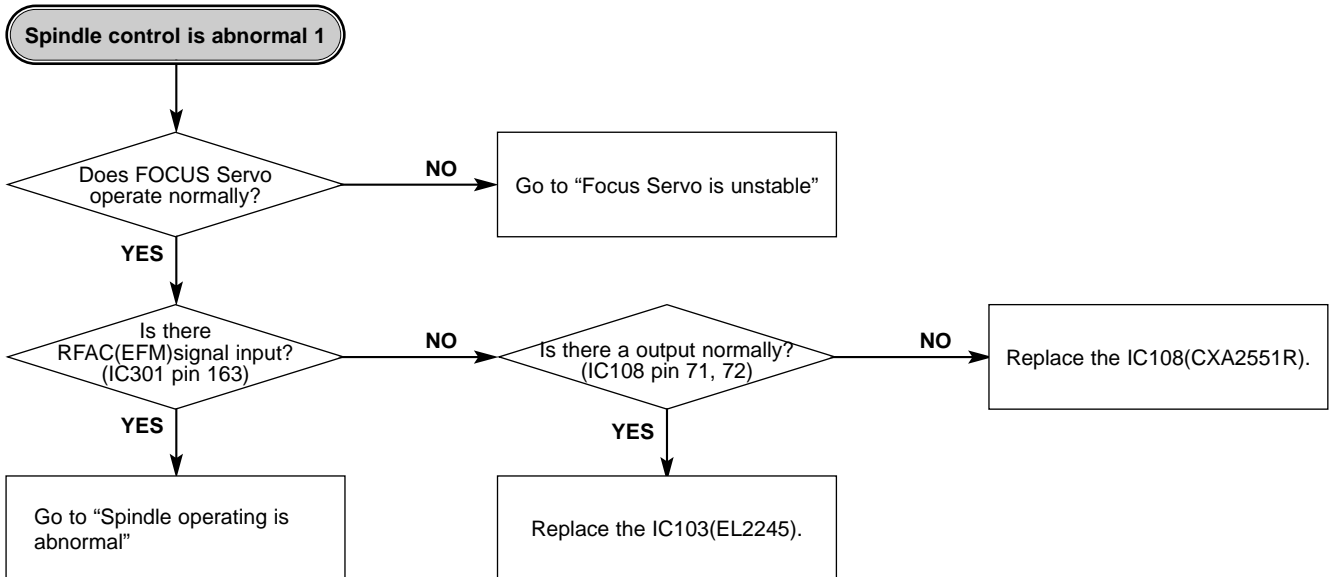 Spindle control is abnormal 1
Does FOCUS Servo
operate normally?
NO
Go to “Focus Servo is unstable”
YES
Is there
RFAC(EFM)signal input?
(IC301 pin 163)
NO
Is there a output normally?
(IC108 pin 71, 72)
NO
Replace the IC108(CXA2551R).
YES
YES
Go to “Spindle operating is
abnormal”
Replace the IC103(EL2245).